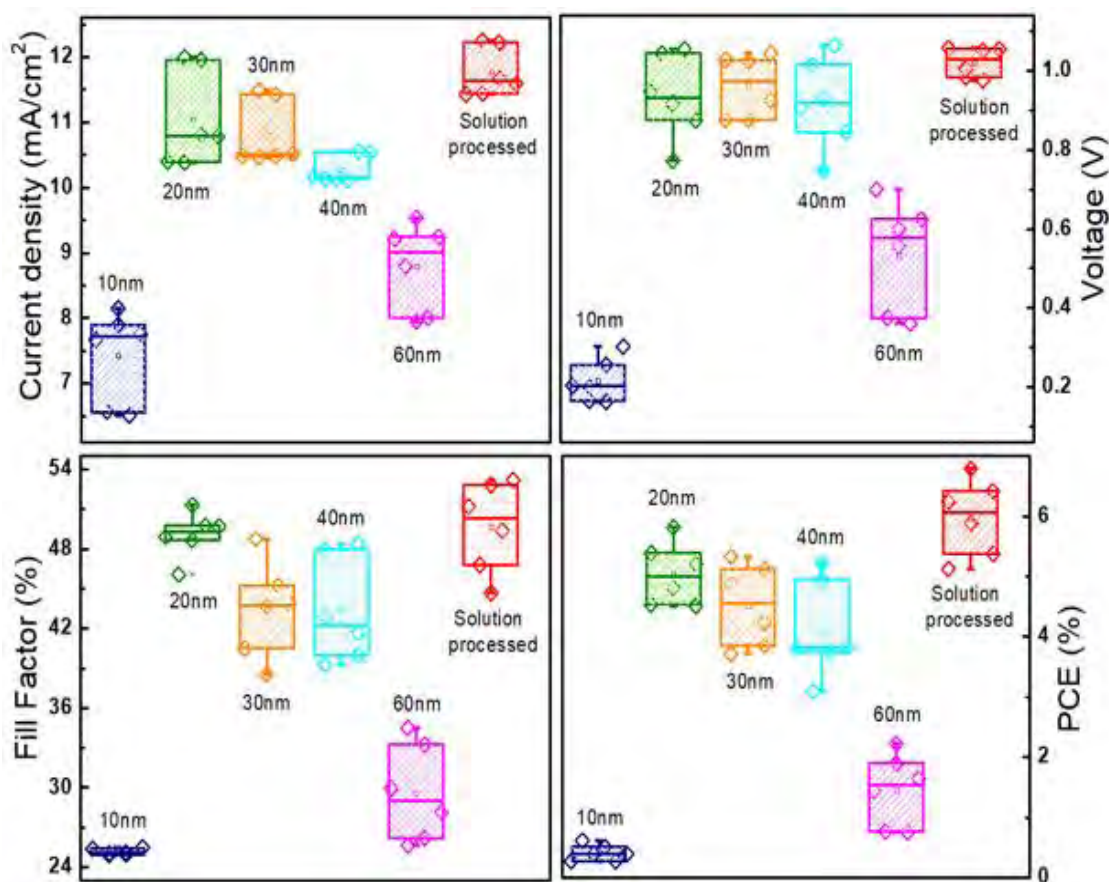 Current density (mA/cm²)
12
11
10
9
8
7
10nm
20nm
30nm
40nm
60nm
Solution
processed
Voltage (V)
1.0
0.8
0.6
0.4
0.2
10nm
20nm
30nm
40nm
60nm
Solution
processed
Fill Factor (%)
54
48
42
36
30
24
10nm
20nm
30nm
40nm
60nm
Solution
processed
PCE (%)
6
4
2
0
10nm
20nm
30nm
40nm
60nm
Solution
processed